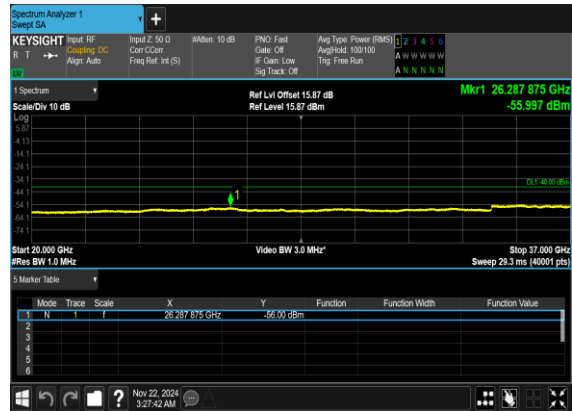 Spectrum Analyzer 1
Swept SA
+
KEYSIGHT Input: RF Input Z: 50 Ω #Atten: 10 dB PNO: Fast Avg Type: Power (RMS) 1 2 3 4 5 6
R T Coupling: DC Corr CCorr Gate: Off Avg|Hold: 100/100 A W W W W W
Align: Auto Freq Ref: Int (S) IF Gain: Low Trig: Free Run
Sig Track: Off A N N N N N
1 Spectrum Ref Lvl Offset 15.87 dB Mkr1 26.287 875 GHz
Scale/Div 10 dB Ref Level 15.87 dBm -55.997 dBm
Log
5.87
-4.13
-14.1
-24.1
-34.1
DL1 -40.00 dBm
-44.1
1
-54.1
-64.1
-74.1
Start 20.000 GHz Video BW 3.0 MHz* Stop 37.000 GHz
#Res BW 1.0 MHz Sweep 29.3 ms (40001 pts)
5 Marker Table
Mode Trace Scale X Y Function Function Width Function Value
1 N 1 f 26.287 875 GHz -56.00 dBm
2
3
4
5
6
? Nov 22, 2024
3:27:42 AM